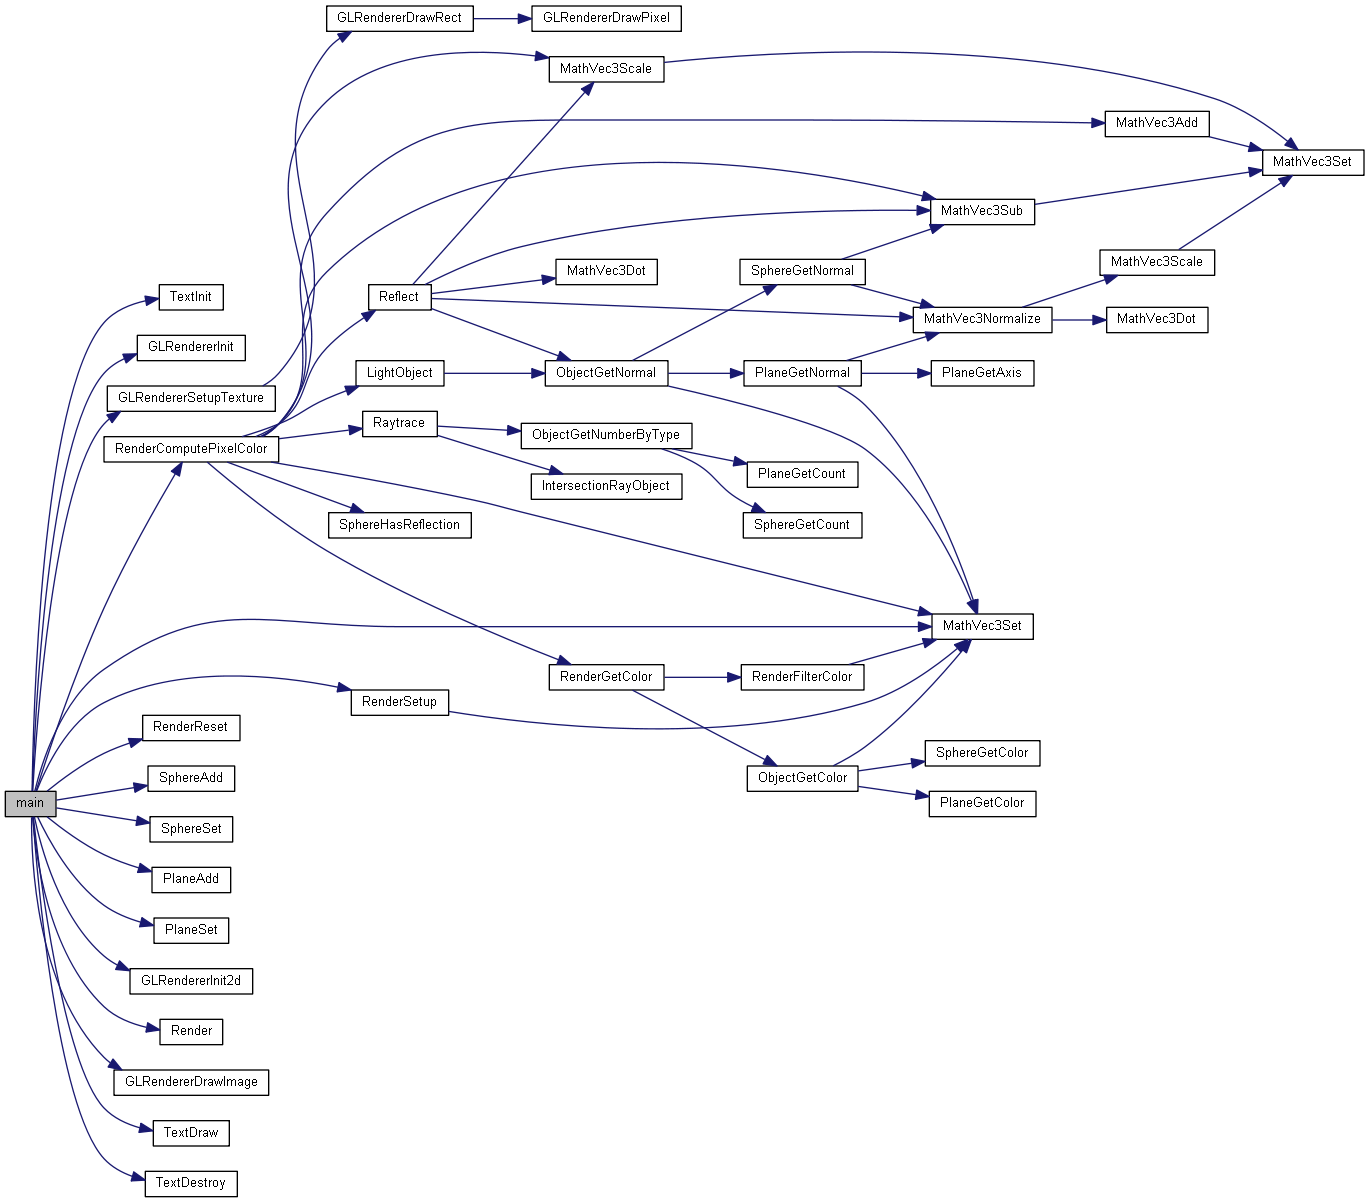 GLRendererDrawRect
GLRendererDrawPixel
MathVec3Scale
MathVec3Add
MathVec3Set
MathVec3Sub
MathVec3Dot
SphereGetNormal
MathVec3Scale
TextInit
Reflect
MathVec3Normalize
MathVec3Dot
GLRendererInit
LightObject
ObjectGetNormal
PlaneGetNormal
PlaneGetAxis
GLRendererSetupTexture
Raytrace
ObjectGetNumberByType
RenderComputePixelColor
PlaneGetCount
IntersectionRayObject
SphereHasReflection
SphereGetCount
MathVec3Set
RenderGetColor
RenderFilterColor
RenderSetup
RenderReset
SphereGetColor
SphereAdd
ObjectGetColor
main
PlaneGetColor
SphereSet
PlaneAdd
PlaneSet
GLRendererInit2d
Render
GLRendererDrawImage
TextDraw
TextDestroy